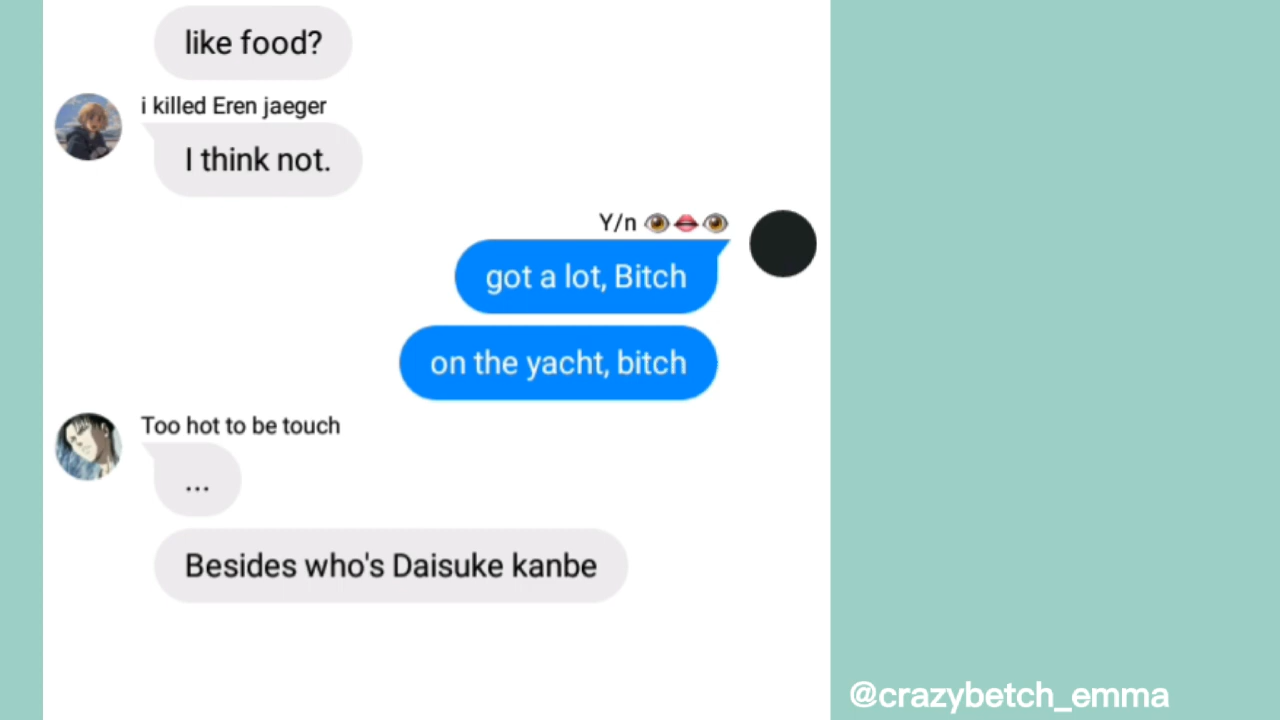 like food?
i killed Eren jaeger
I think not.
Y/n 👁️👄👁️
got a lot, Bitch
on the yacht, bitch
Too hot to be touch
...
Besides who's Daisuke kanbe
@crazybetch_emma